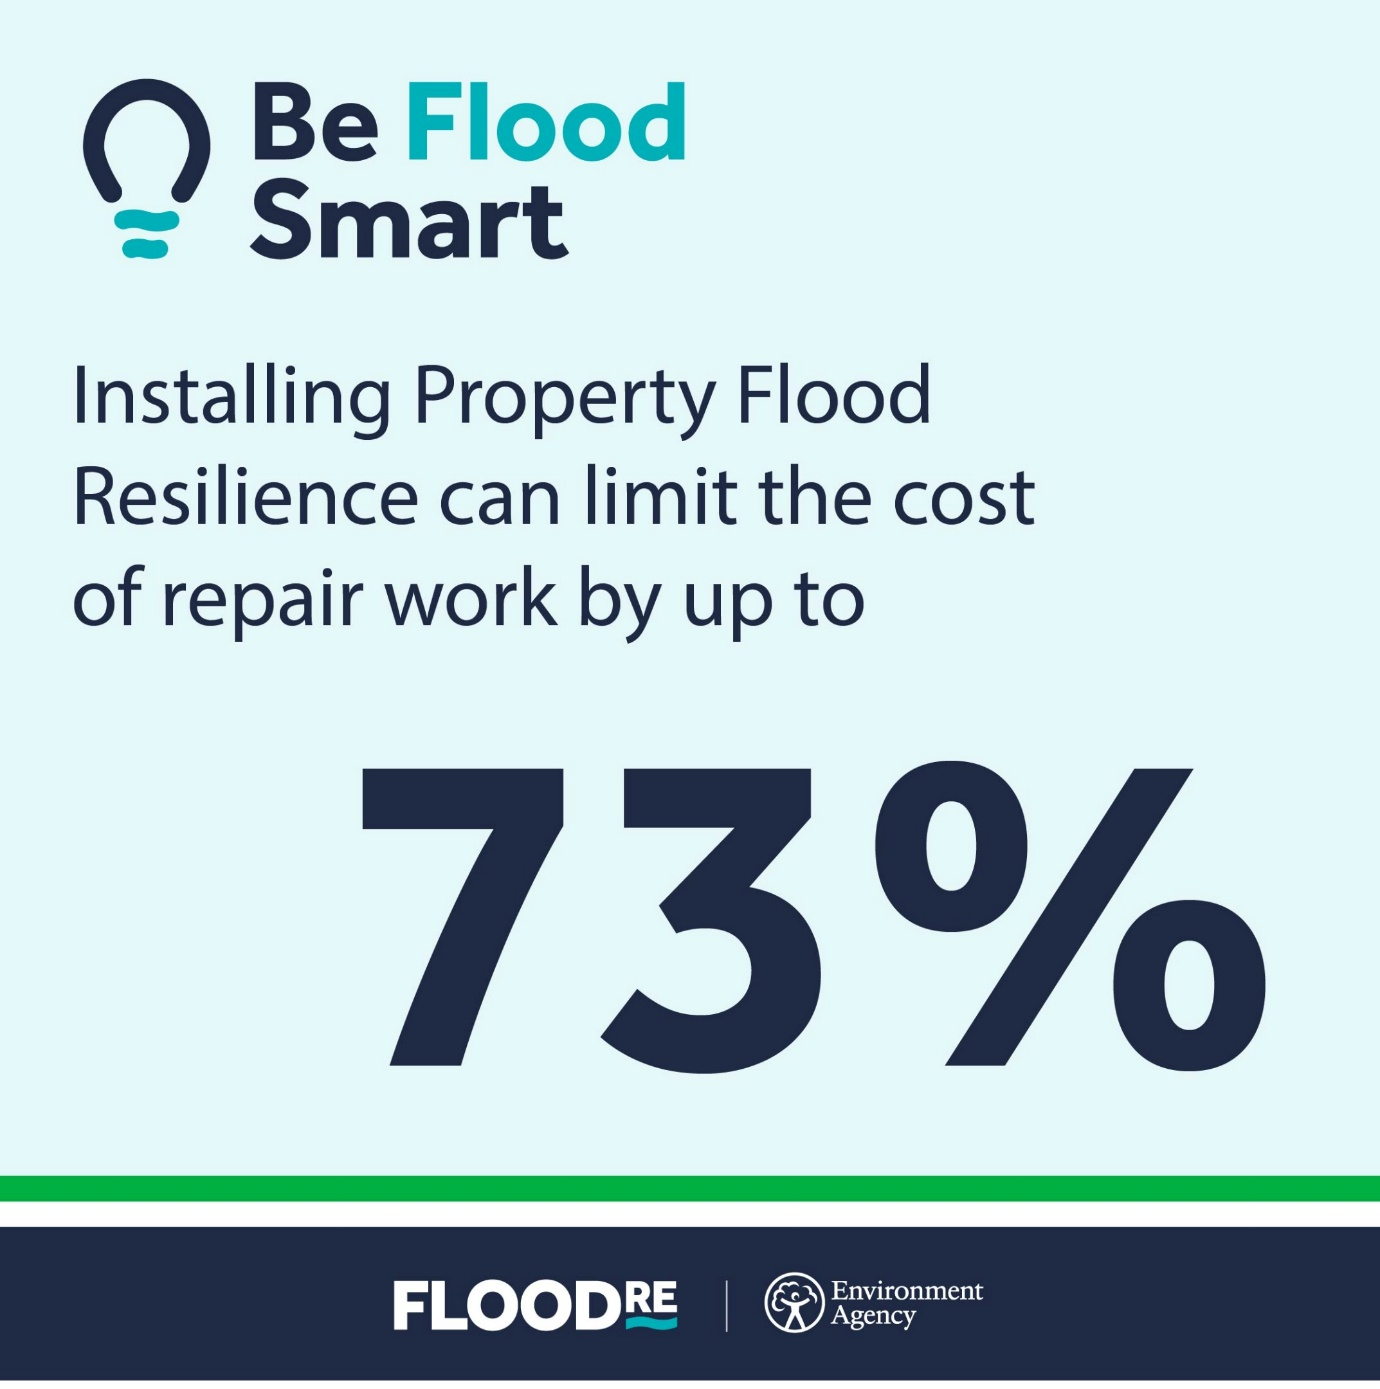 Be Flood
Smart
Installing Property Flood
Resilience can limit the cost
of repair work by up to
73%
FLOODRE
Environment
Agency